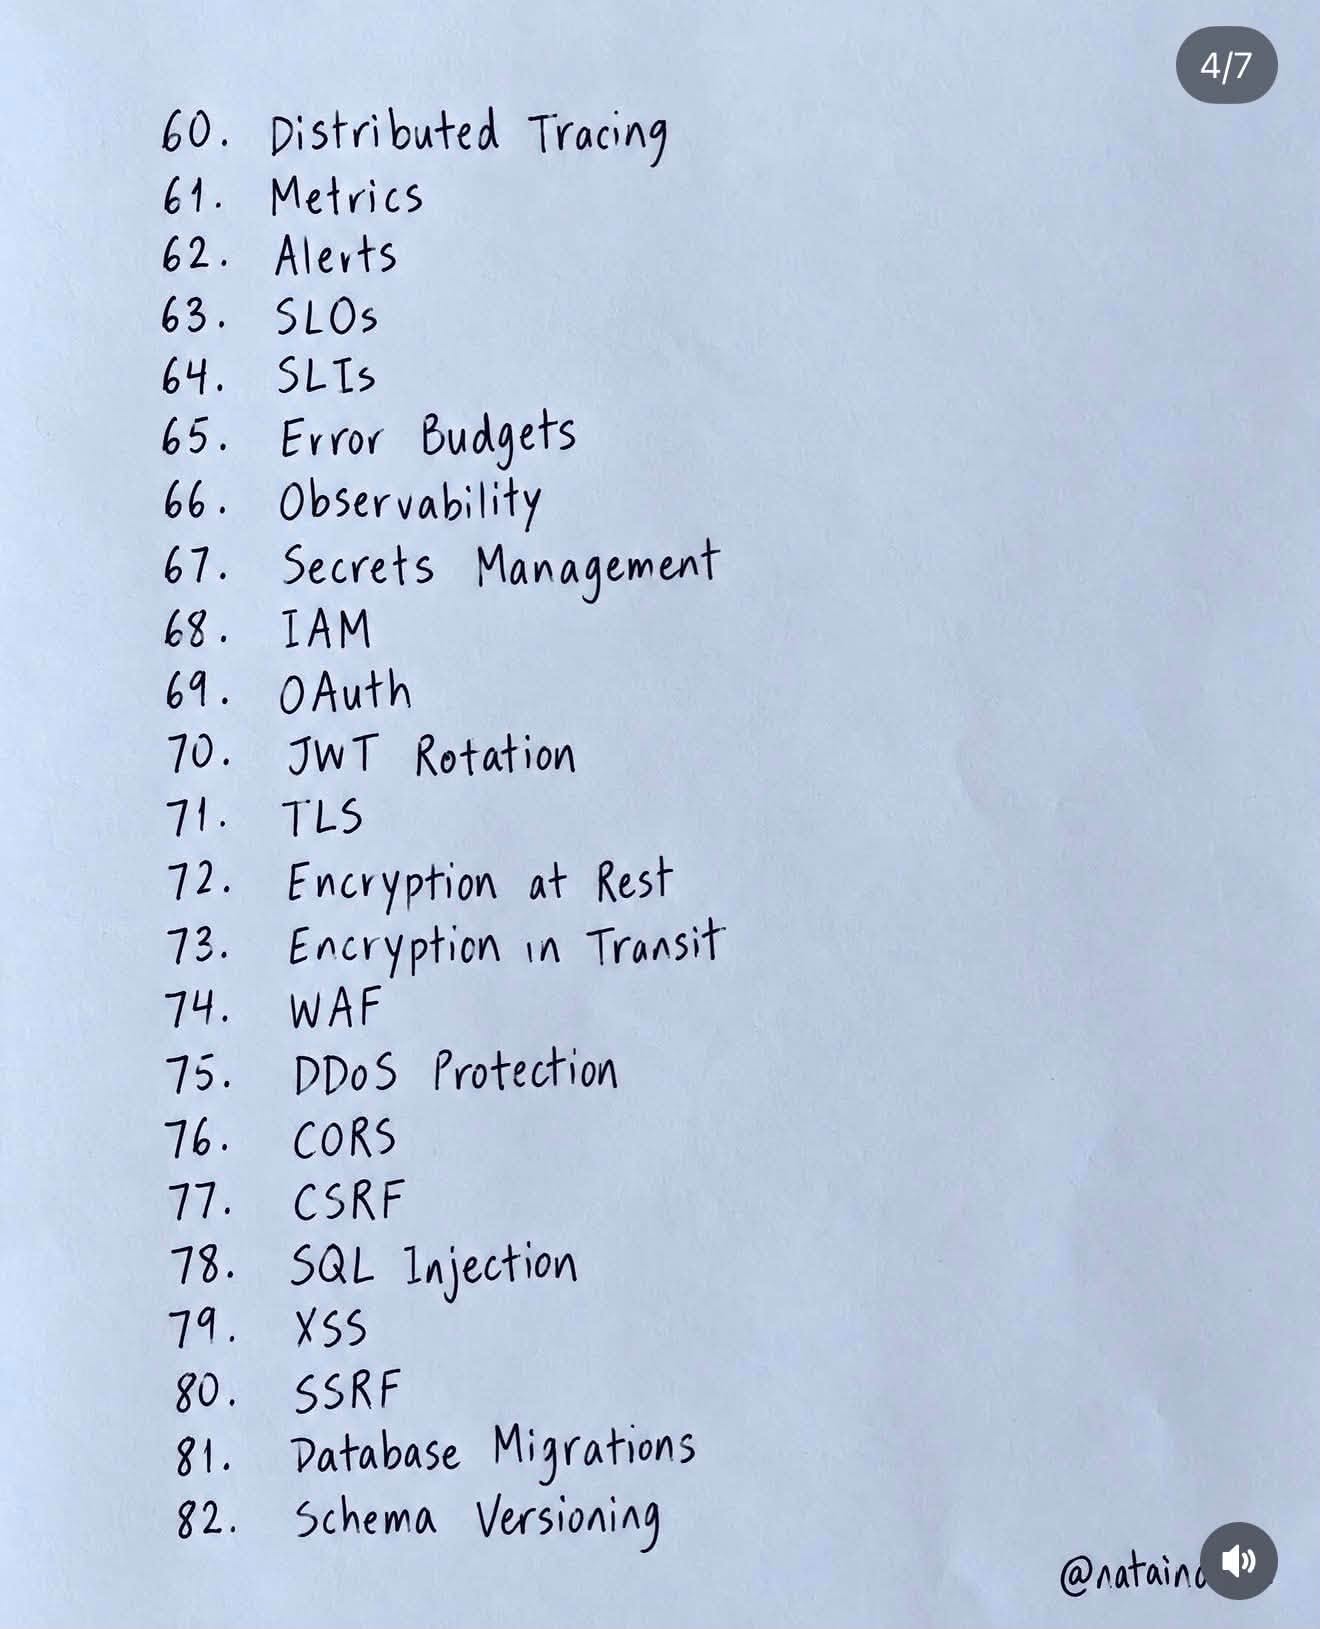 4/7
60. Distributed Tracing
61. Metrics
62. Alerts
63. SLOs
64. SLIs
65. Error Budgets
66. Observability
67. Secrets Management
68. IAM
69. OAuth
70. JWT Rotation
71. TLS
72. Encryption at Rest
73. Encryption in Transit
74. WAF
75. DDoS Protection
76. CORS
77. CSRF
78. SQL Injection
79. XSS
80. SSRF
81. Database Migrations
82. Schema Versioning